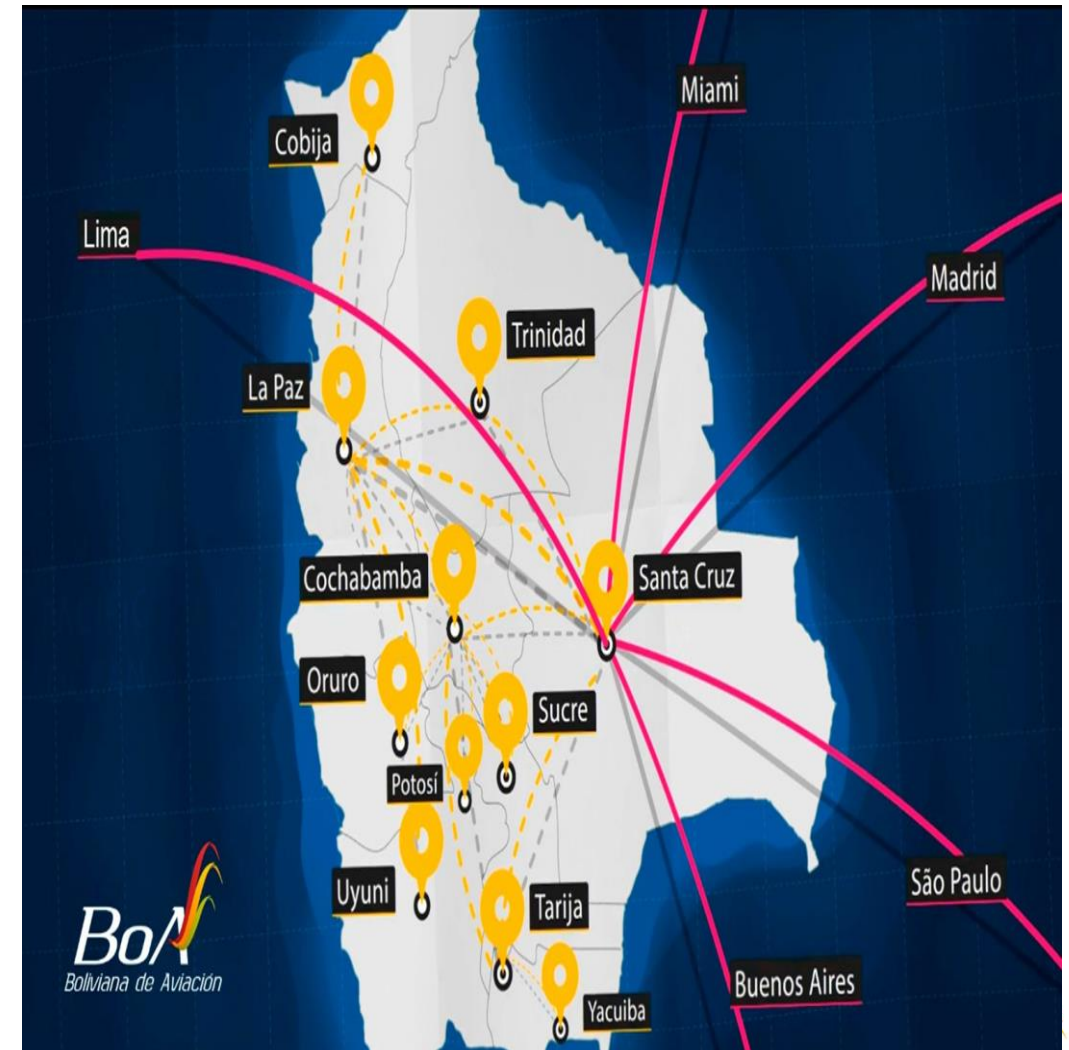 Miami
Cobija
Lima
Madrid
Trinidad
La Paz
Cochabamba
Santa Cruz
Oruro
Sucre
Potosí
Uyuni
Tarija
São Paulo
BoA
Boliviana de Aviación
Buenos Aires
Yacuiba